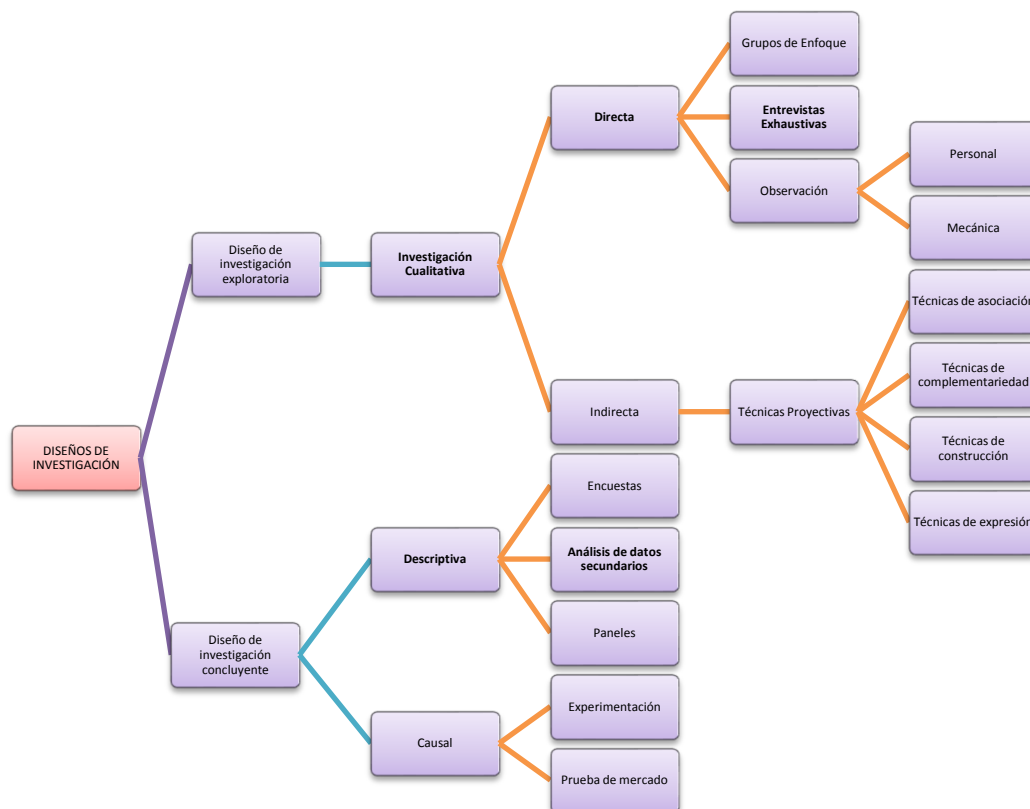 DISEÑOS DE
INVESTIGACIÓN
Diseño de
investigación
exploratoria
Investigación
Cualitativa
Directa
Grupos de Enfoque
Entrevistas
Exhaustivas
Observación
Personal
Mecánica
Indirecta
Técnicas Proyectivas
Técnicas de asociación
Técnicas de
complementariedad
Técnicas de
construcción
Técnicas de expresión
Diseño de
investigación
concluyente
Descriptiva
Encuestas
Análisis de datos
secundarios
Paneles
Causal
Experimentación
Prueba de mercado